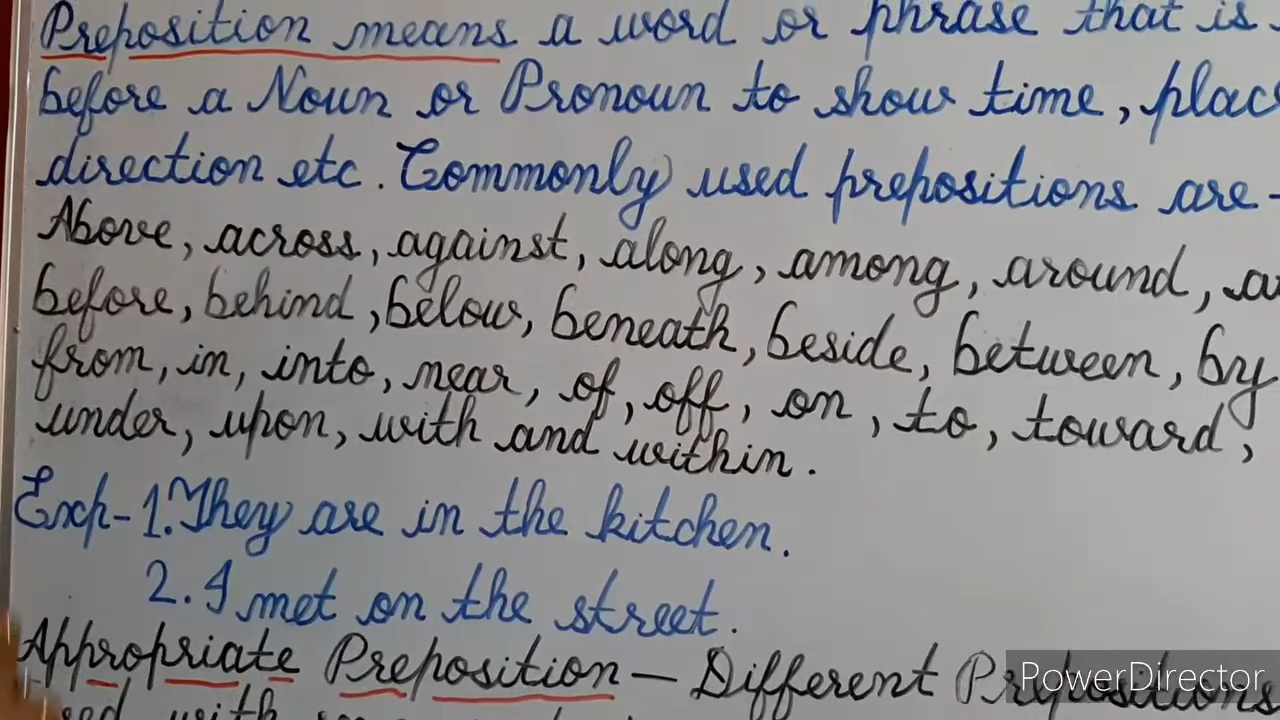 Preposition means a word or phrase that is
before a Noun or Pronoun to show time, plac
direction etc. Commonly used prepositions are-
Above, across, against, along, among, around, a
before, behind, below, beneath, beside, between, by
from, in, into, near, of, off, on, to, toward,
under, upon, with and within.
Exp-1. They are in the kitchen.
2. I met on the street.
Appropriate Preposition — Different Prepositions
with
PowerDirector